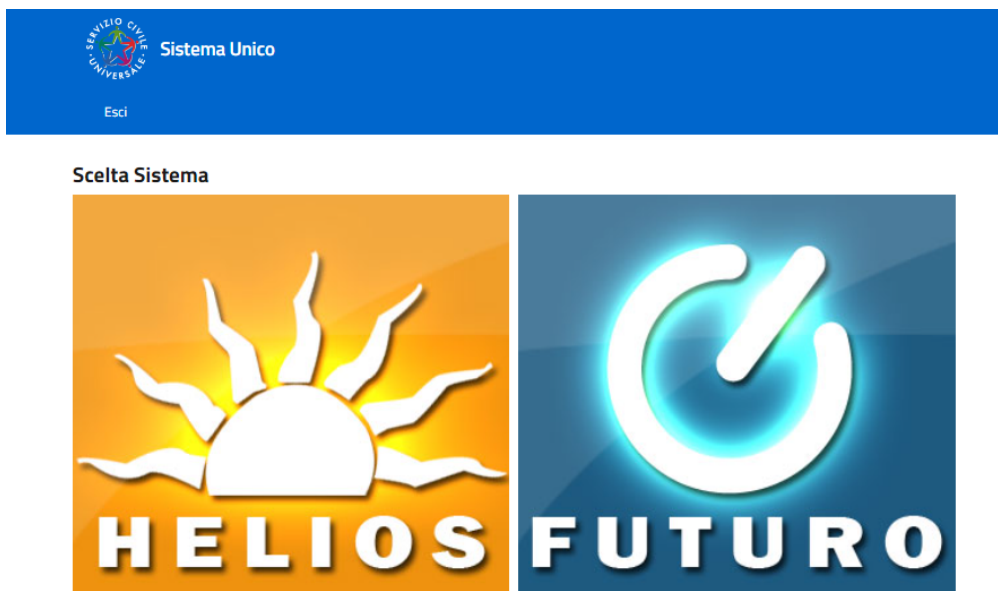 SERVIZIO CIVILE
UNIVERSALE
Sistema Unico
Esci
Scelta Sistema
HELIOS
FUTURO